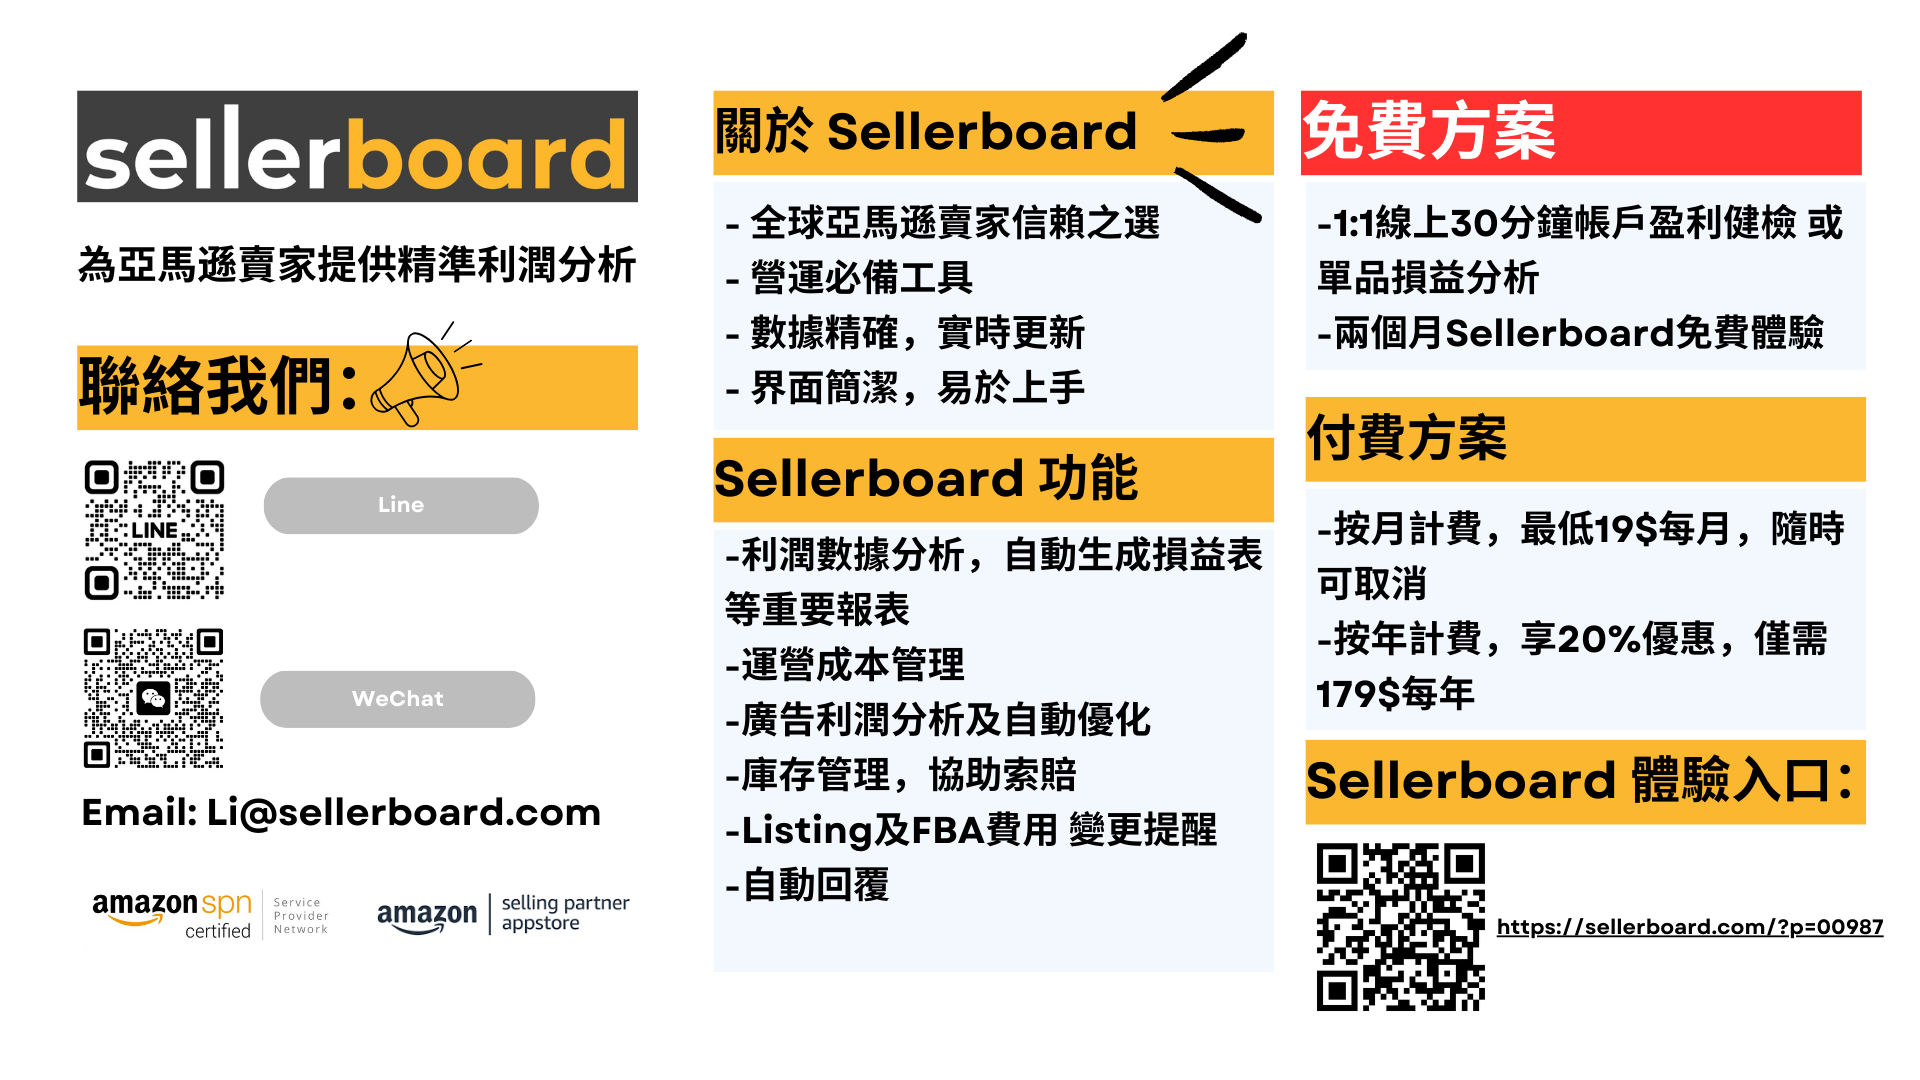 sellerboard
為亞馬遜賣家提供精準利潤分析
聯絡我們：
LINE
Line
WeChat
Email: Li@sellerboard.com
amazon spn
certified
Service
Provider
Network
amazon
selling partner
appstore
關於 Sellerboard
- 全球亞馬遜賣家信賴之選
- 營運必備工具
- 數據精確，實時更新
- 界面簡潔，易於上手
Sellerboard 功能
-利潤數據分析，自動生成損益表
等重要報表
-運營成本管理
-廣告利潤分析及自動優化
-庫存管理，協助索賠
-Listing及FBA費用 變更提醒
-自動回覆
免費方案
-1:1線上30分鐘帳戶盈利健檢 或
單品損益分析
-兩個月Sellerboard免費體驗
付費方案
-按月計費，最低19$每月，隨時
可取消
-按年計費，享20%優惠，僅需
179$每年
Sellerboard 體驗入口：
https://sellerboard.com/?p=00987